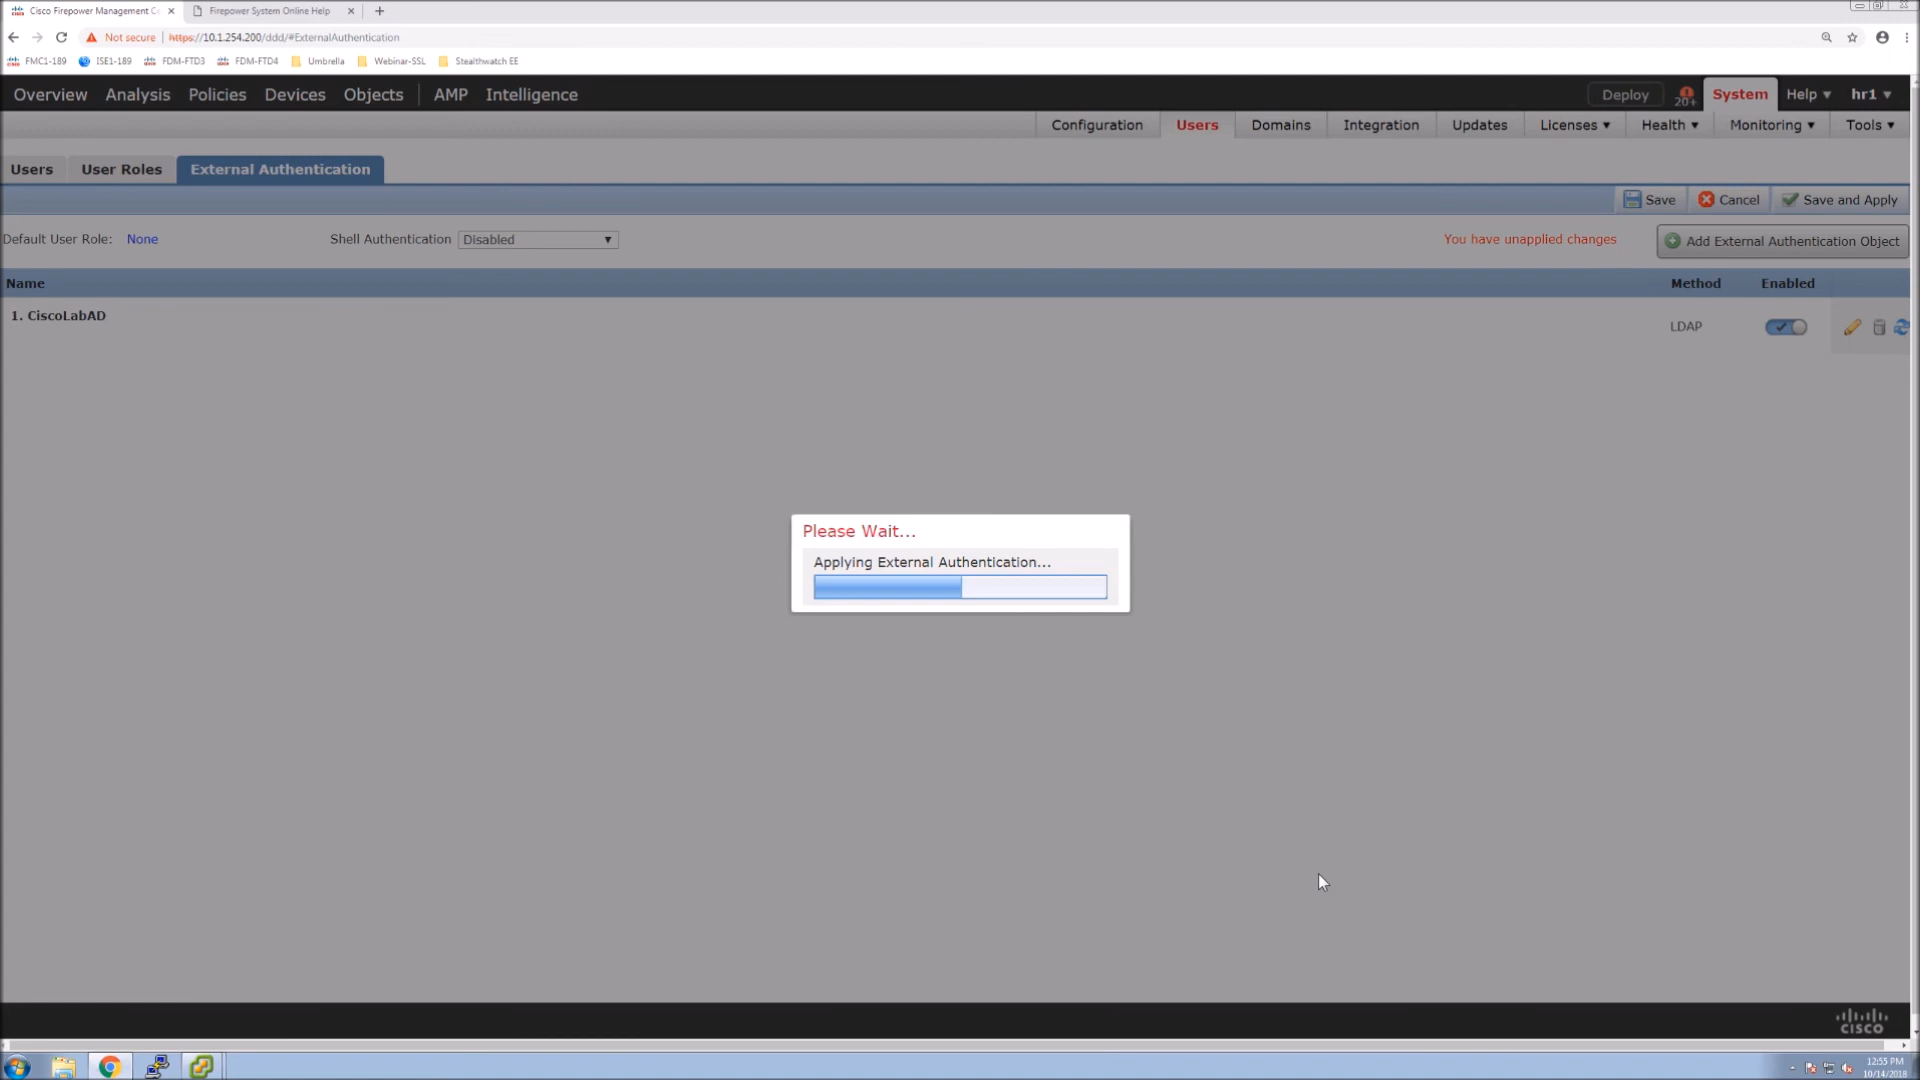 Cisco Firepower Management C
Firepower System Online Help
Not secure | https://10.1.254.200/ddd/#ExternalAuthentication
FMC1-189 ISE1-189 FDM-FTD3 FDM-FTD4 Umbrella Webinar-SSL Stealthwatch EE
Overview Analysis Policies Devices Objects AMP Intelligence Deploy 20+ System Help hr1
Configuration Users Domains Integration Updates Licenses Health Monitoring Tools
Users User Roles External Authentication
Save Cancel Save and Apply
Default User Role: None Shell Authentication Disabled You have unapplied changes Add External Authentication Object
Name Method Enabled
1. CiscoLabAD LDAP
Please Wait...
Applying External Authentication...
CISCO
12:55 PM
10/14/2018